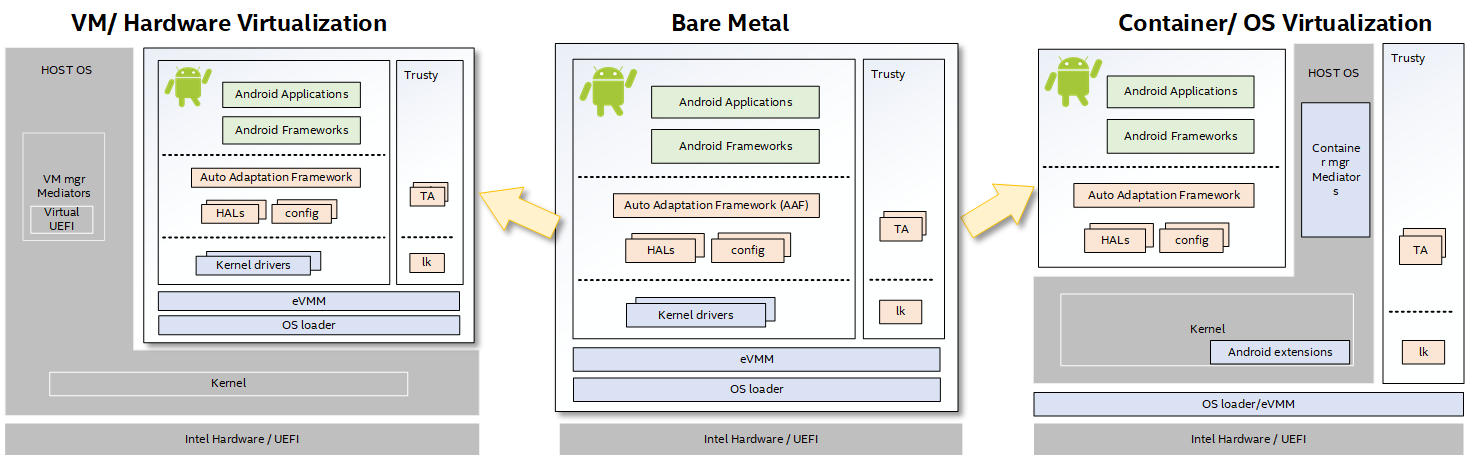 VM/ Hardware Virtualization
HOST OS
VM mgr
Mediators
Virtual
UEFI
Android Applications
Android Frameworks
Auto Adaptation Framework
HALs
config
Kernel drivers
Trusty
TA
lk
eVMM
OS loader
Kernel
Intel Hardware / UEFI
Bare Metal
Android Applications
Android Frameworks
Auto Adaptation Framework (AAF)
HALs
config
Kernel drivers
Trusty
TA
lk
eVMM
OS loader
Intel Hardware / UEFI
Container/ OS Virtualization
Android Applications
Android Frameworks
Auto Adaptation Framework
HALs
config
HOST OS
Containe
r mgr
Mediator
s
Trusty
TA
lk
Kernel
Android extensions
OS loader/eVMM
Intel Hardware / UEFI